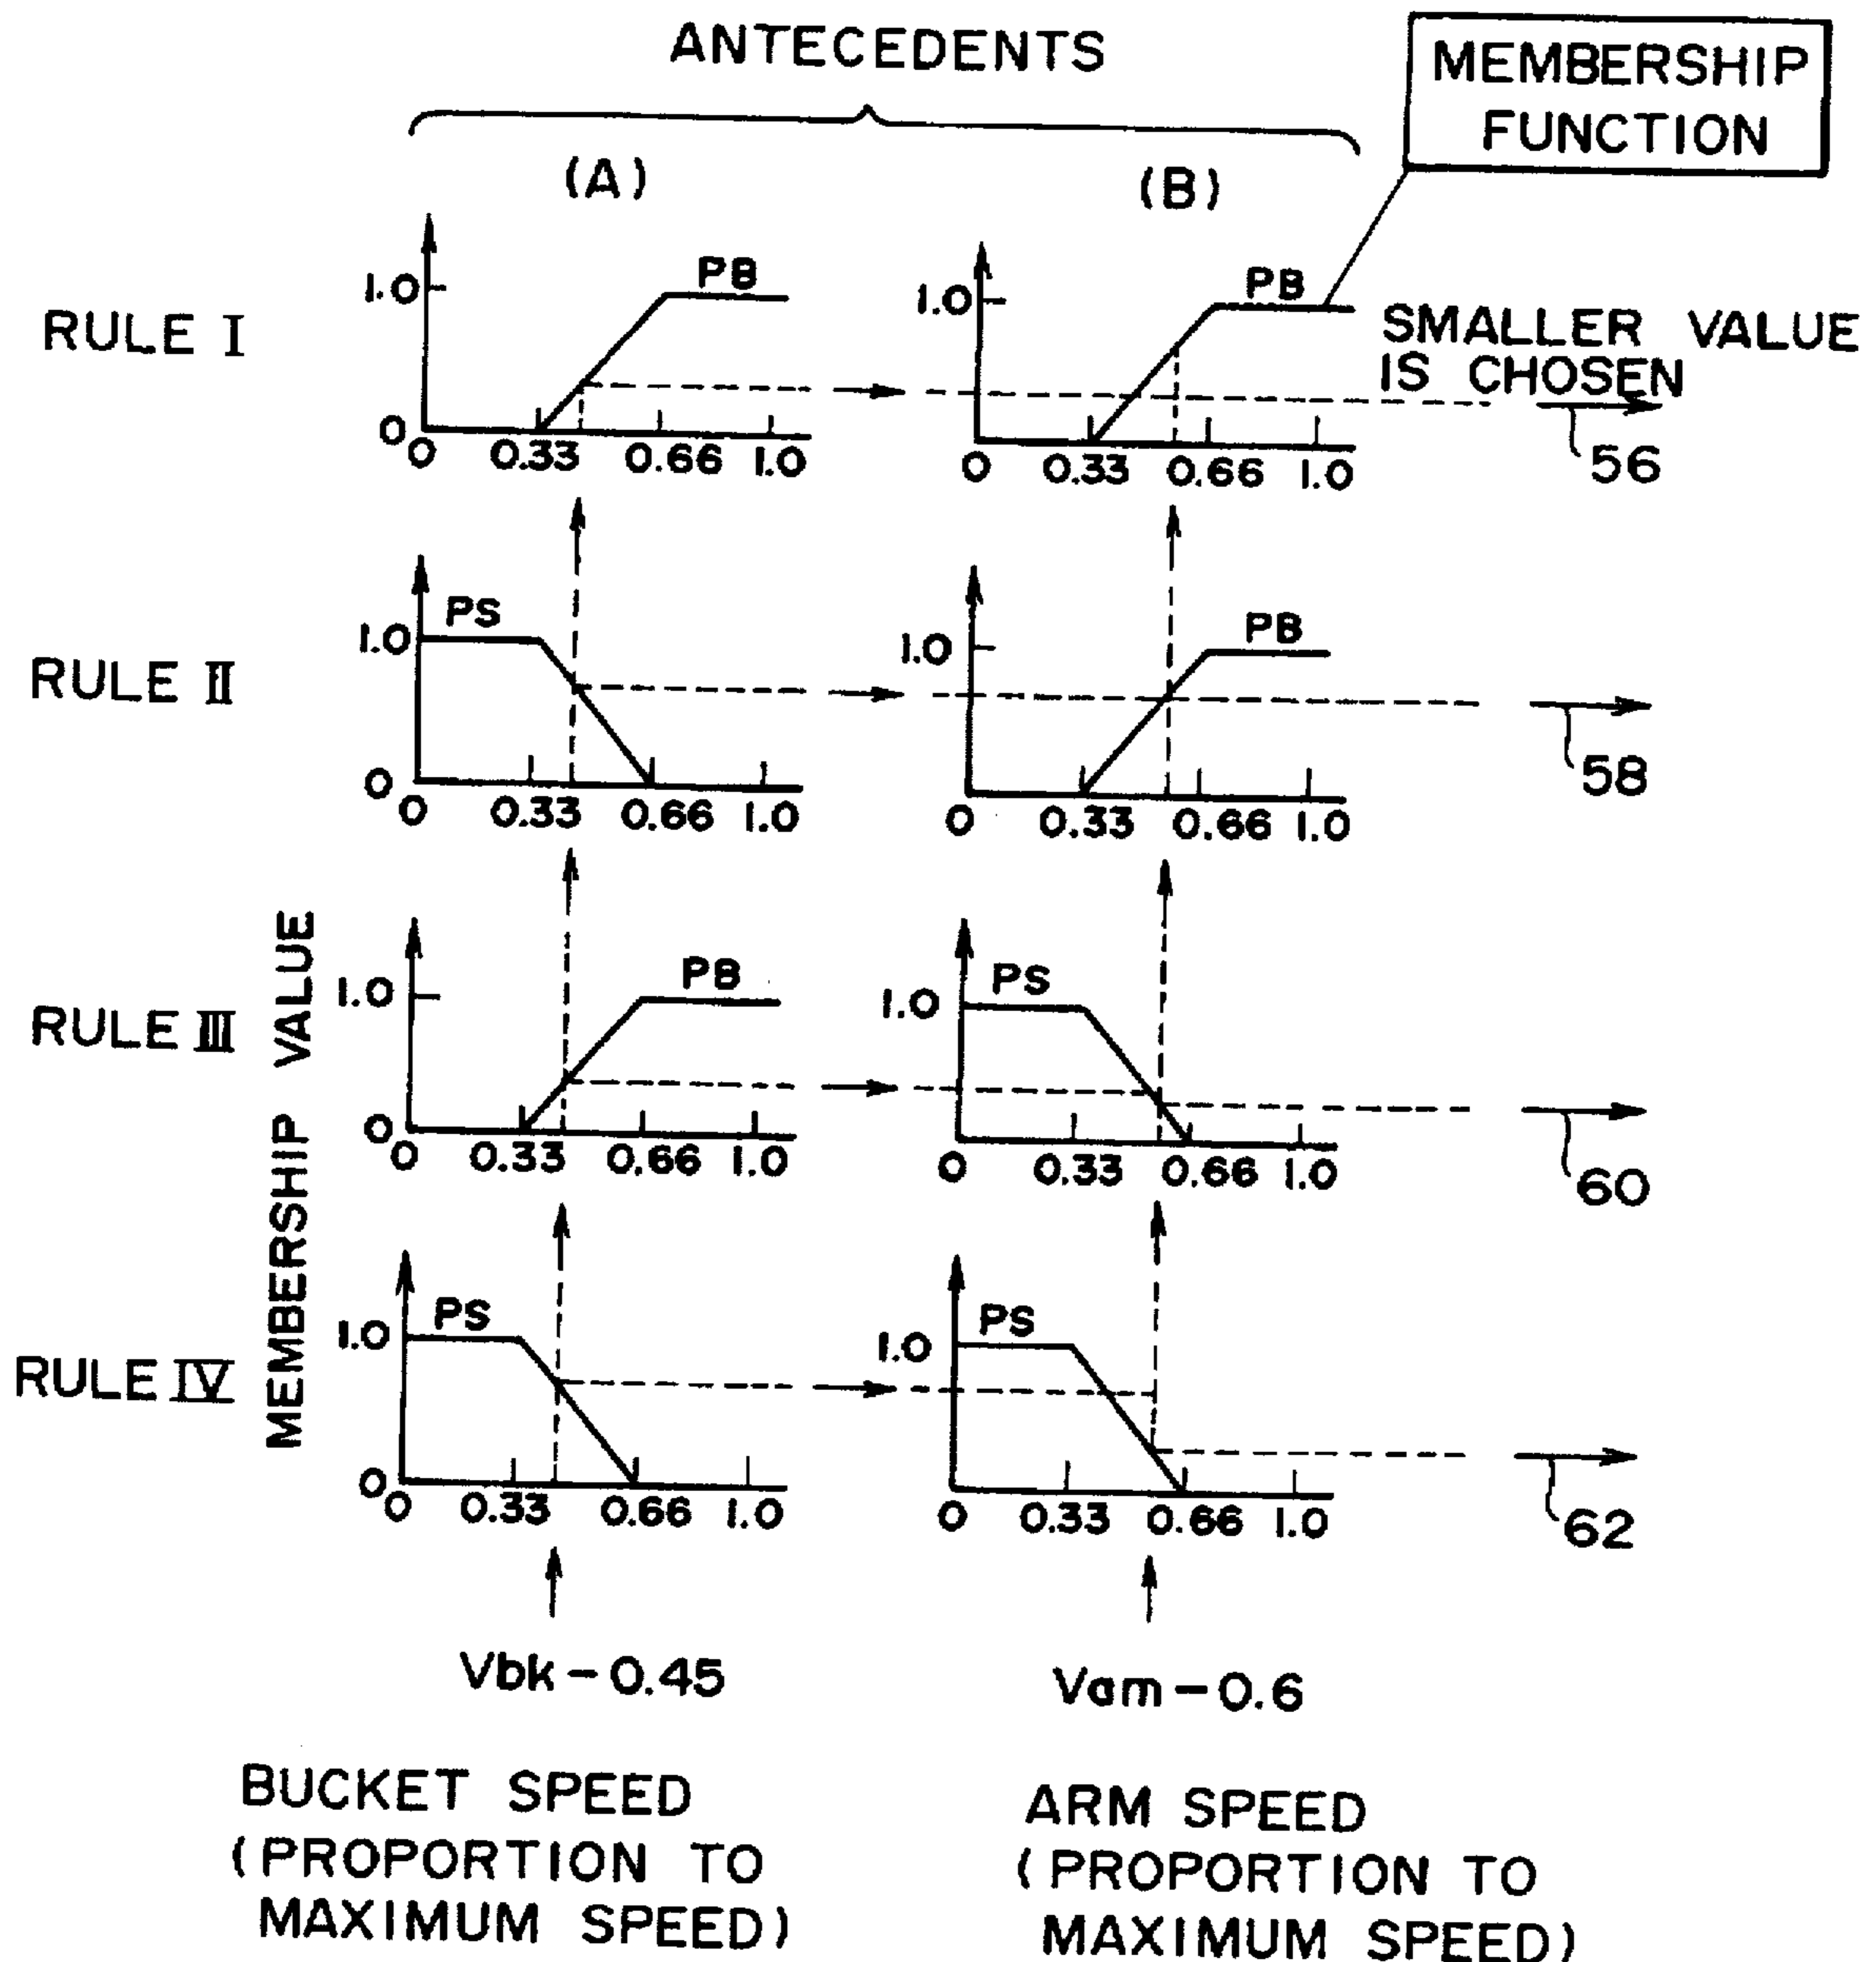 ANTECEDENTS
MEMBERSHIP
FUNCTION
(A)
(B)
RULE I
1.0
PB
0
0 0.33 0.66 1.0
1.0
PB
0 0.33 0.66 1.0
SMALLER VALUE
IS CHOSEN
56
RULE II
1.0
PS
0
0 0.33 0.66 1.0
1.0
PB
0 0.33 0.66 1.0
58
MEMBERSHIP VALUE
RULE III
1.0
PB
0
0 0.33 0.66 1.0
1.0
PS
0 0.33 0.66 1.0
60
RULE IV
1.0
PS
0
0 0.33 0.66 1.0
1.0
PS
0 0.33 0.66 1.0
62
Vbk-0.45
Vam-0.6
BUCKET SPEED
(PROPORTION TO
MAXIMUM SPEED)
ARM SPEED
(PROPORTION TO
MAXIMUM SPEED)